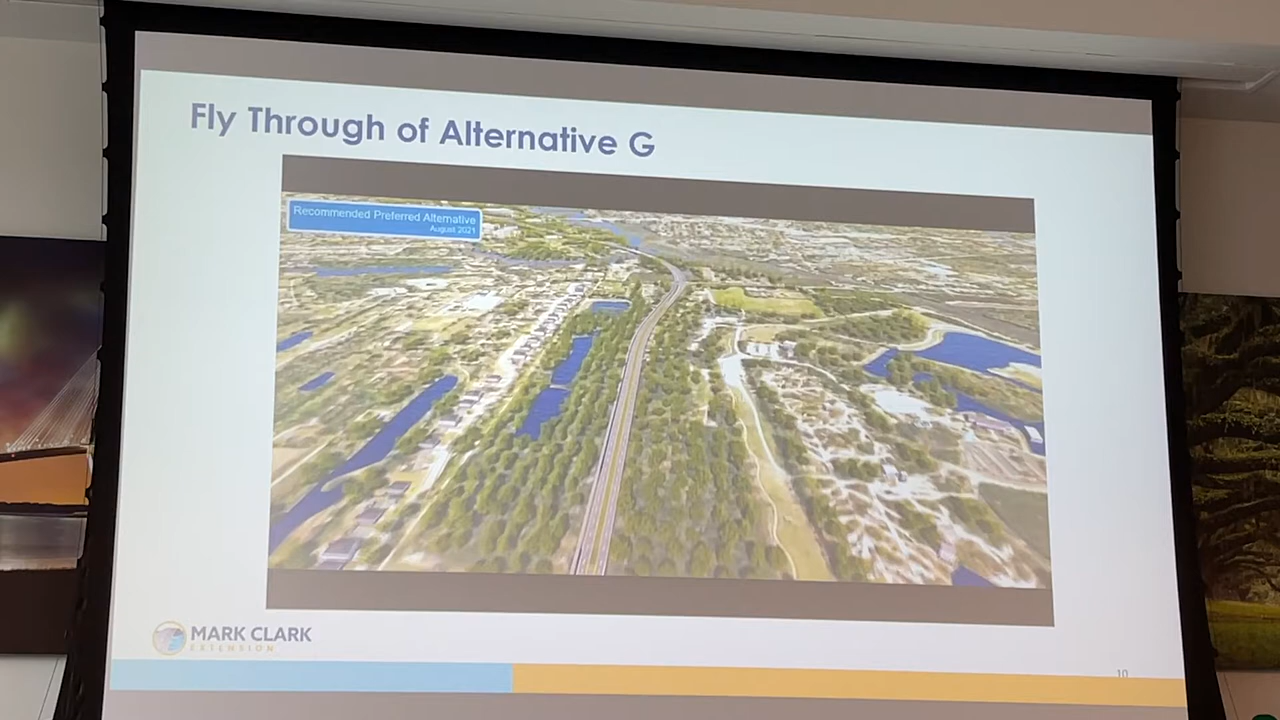 Fly Through of Alternative G
Recommended Preferred Alternative
August 2021
MARK CLARK
EXTENSION
10